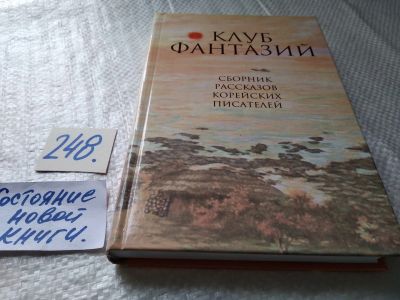 КЛУБ
ФАНТАЗИЙ
СБОРНИК
РАССКАЗОВ
КОРЕЙСКИХ
ПИСАТЕЛЕЙ
248.
Состояние
новой
книги.